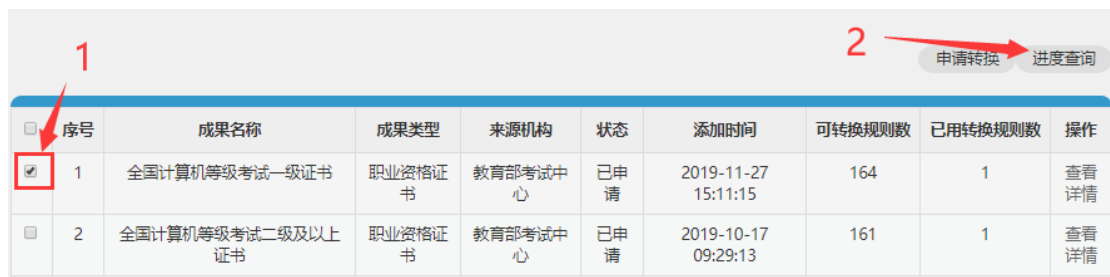 1
2
申请转换 进度查询
序号 成果名称 成果类型 来源机构 状态 添加时间 可转换规则数 已用转换规则数 操作
1 全国计算机等级考试一级证书 职业资格证 教育部考试中 已申 2019-11-27 164 1 查看
书 心 请 15:11:15 详情
2 全国计算机等级考试二级及以上 职业资格证 教育部考试中 已申 2019-10-17 161 1 查看
证书 书 心 请 09:29:13 详情